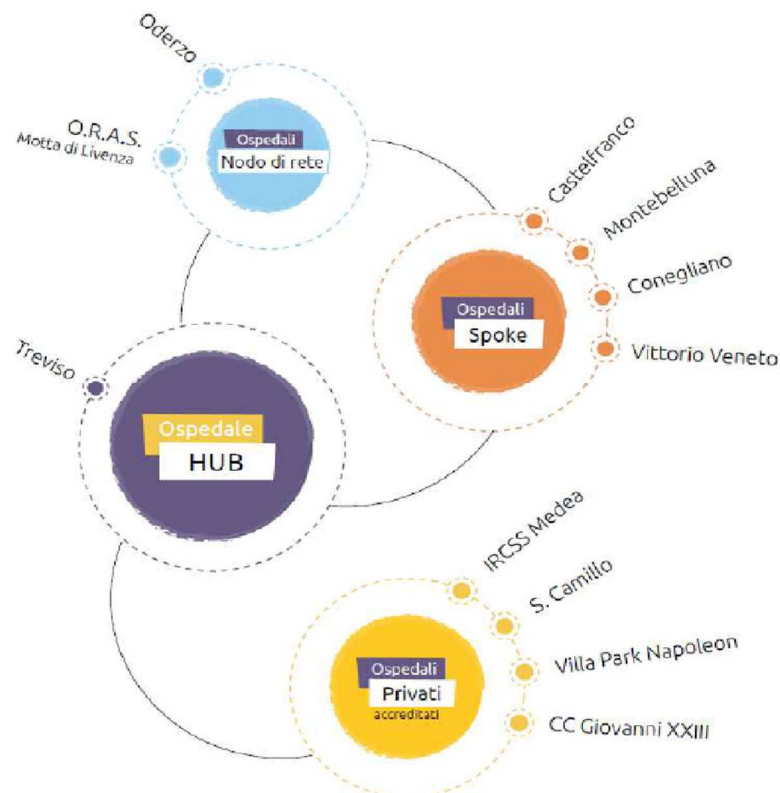 Oderzo
O.R.A.S.
Motta di Livenza
Ospedali
Nodo di rete
Castelfranco
Montebelluna
Conegliano
Vittorio Veneto
Ospedali
Spoke
Treviso
Ospedale
HUB
IRCSS Medea
S. Camillo
Villa Park Napoleon
CC Giovanni XXIII
Ospedali
Privati
accreditati